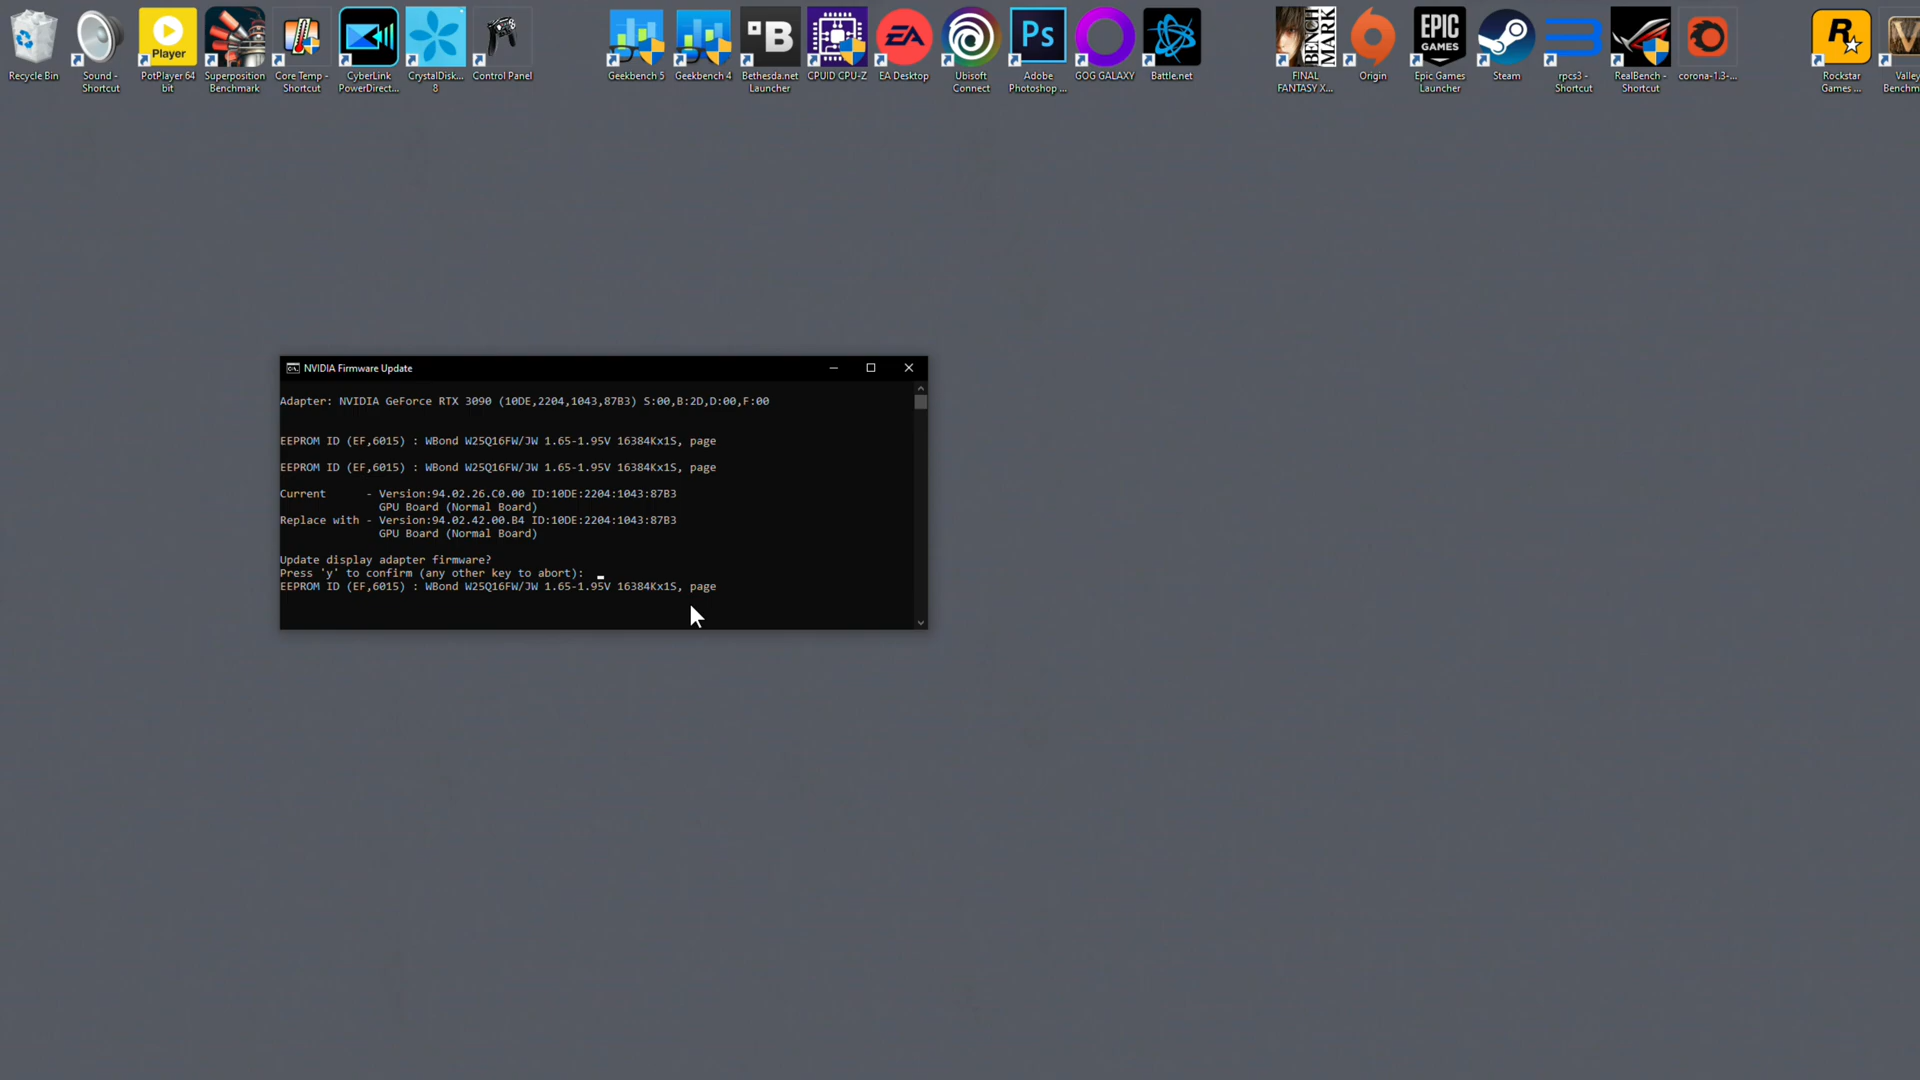 Recycle Bin
Sound - Shortcut
Player
PotPlayer 64 bit
Superposition Benchmark
Core Temp - Shortcut
CyberLink PowerDirect...
CrystalDisk... 8
Control Panel
Geekbench 5
Geekbench 4
B
Bethesda.net Launcher
CPUID CPU-Z
EA
EA Desktop
Ubisoft Connect
Ps
Adobe Photoshop ...
GOG GALAXY
Battle.net
BENCH MARK
FINAL FANTASY X...
Origin
EPIC GAMES
Epic Games Launcher
Steam
rpcs3 - Shortcut
RealBench - Shortcut
corona-1.3-...
R
Rockstar Games ...
V
NVIDIA Firmware Update
Adapter: NVIDIA GeForce RTX 3090 (10DE,2204,1043,87B3) S:00,B:2D,D:00,F:00
EEPROM ID (EF,6015) : WBond W25Q16FW/JW 1.65-1.95V 16384Kx1S, page
EEPROM ID (EF,6015) : WBond W25Q16FW/JW 1.65-1.95V 16384Kx1S, page
Current - Version:94.02.26.C0.00 ID:10DE:2204:1043:87B3
GPU Board (Normal Board)
Replace with - Version:94.02.42.00.B4 ID:10DE:2204:1043:87B3
GPU Board (Normal Board)
Update display adapter firmware?
Press 'y' to confirm (any other key to abort):
EEPROM ID (EF,6015) : WBond W25Q16FW/JW 1.65-1.95V 16384Kx1S, page